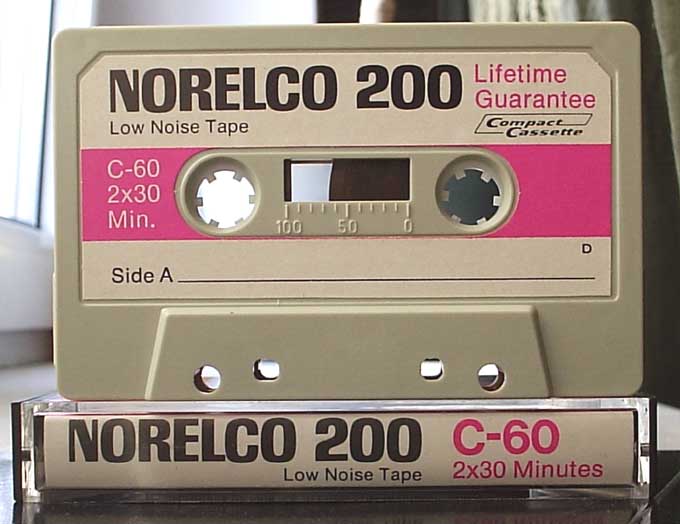 NORELCO 200
Lifetime
Guarantee
Low Noise Tape
Compact
Cassette
C-60
2x30
Min.
100 50 0
D
Side A
NORELCO 200
C-60
Low Noise Tape
2x30 Minutes